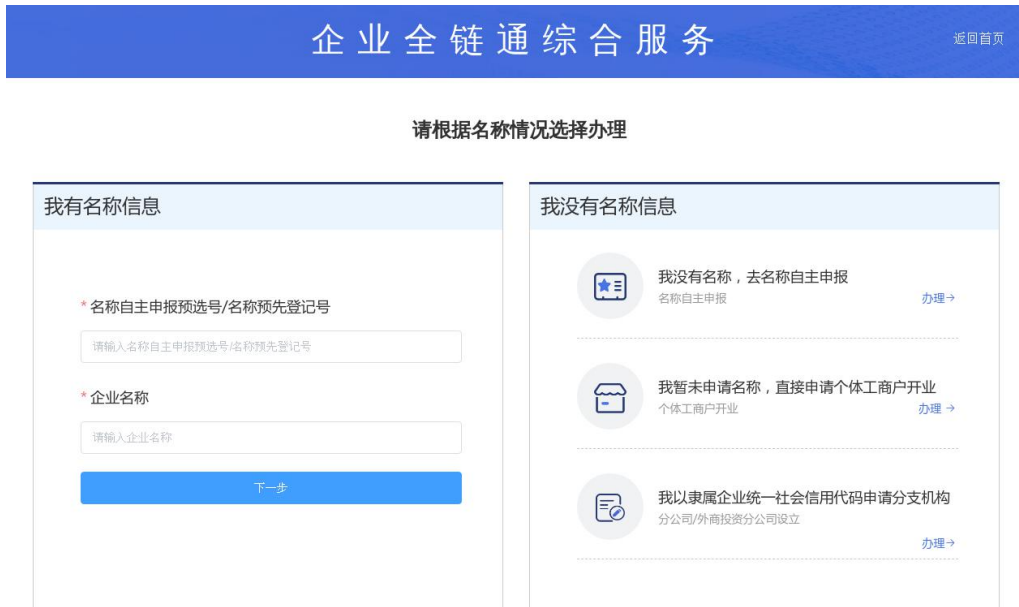 企业全链通综合服务
返回首页
请根据名称情况选择办理
我有名称信息
* 名称自主申报预选号/名称预先登记号
请输入名称自主申报预选号/名称预先登记号
* 企业名称
请输入企业名称
下一步
我没有名称信息
我没有名称，去名称自主申报
名称自主申报
办理→
我暂未申请名称，直接申请个体工商户开业
个体工商户开业
办理 →
我以隶属企业统一社会信用代码申请分支机构
分公司/外商投资分公司设立
办理→